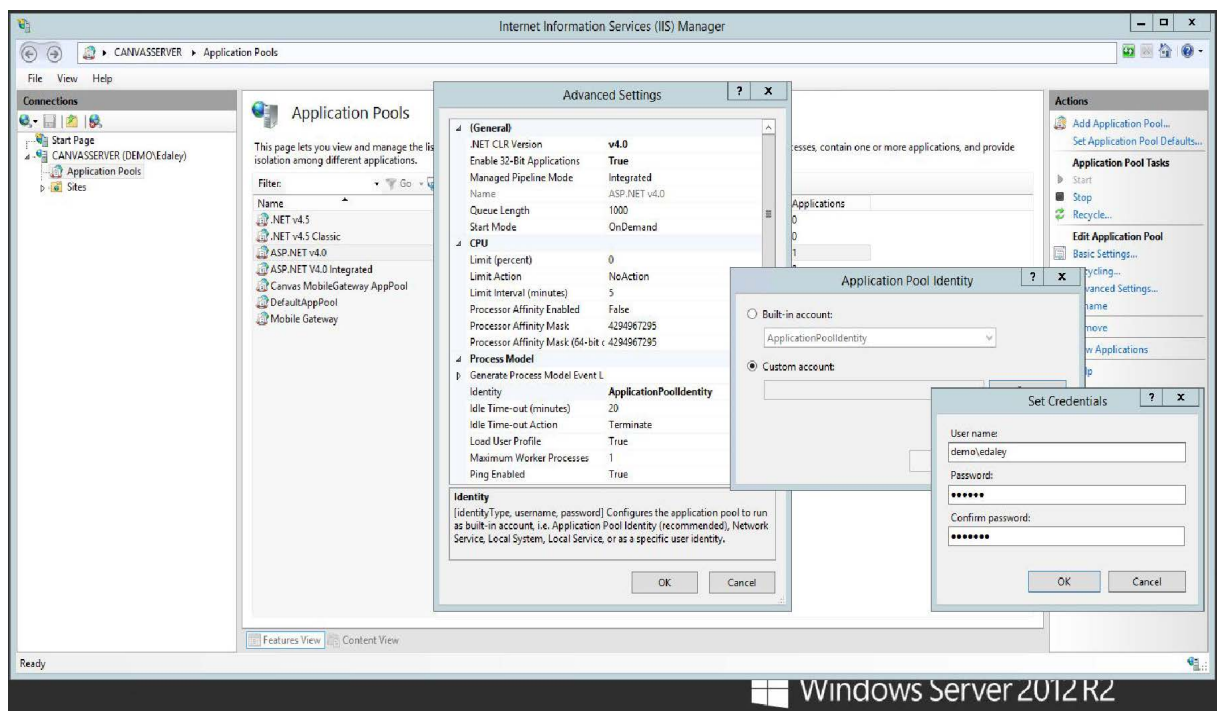 Internet Information Services (IIS) Manager
CANVASSERVER ▸ Application Pools
File View Help
Connections
Start Page
CANVASSERVER (DEMO\Edaley)
Application Pools
Sites
Application Pools
This page lets you view and manage the lis
esses, contain one or more applications, and provide
isolation among different applications.
Filter: Go
Name
Applications
.NET v4.5
0
.NET v4.5 Classic
0
ASP.NET v4.0
1
ASP.NET V4.0 Integrated
Canvas MobileGateway AppPool
DefaultAppPool
Mobile Gateway
Features View Content View
Ready
Advanced Settings
(General)
.NET CLR Version v4.0
Enable 32-Bit Applications True
Managed Pipeline Mode Integrated
Name ASP.NET v4.0
Queue Length 1000
Start Mode OnDemand
CPU
Limit (percent) 0
Limit Action NoAction
Limit Interval (minutes) 5
Processor Affinity Enabled False
Processor Affinity Mask 4294967295
Processor Affinity Mask (64-bit c 4294967295
Process Model
Generate Process Model Event L
Identity ApplicationPoolIdentity
Idle Time-out (minutes) 20
Idle Time-out Action Terminate
Load User Profile True
Maximum Worker Processes 1
Ping Enabled True
Identity
[identityType, username, password] Configures the application pool to run
as built-in account, i.e. Application Pool Identity (recommended), Network
Service, Local System, Local Service, or as a specific user identity.
OK Cancel
Application Pool Identity
Built-in account:
ApplicationPoolIdentity
Custom account:
Set Credentials
User name:
demo\edaley
Password:
••••••
Confirm password:
•••••••
OK Cancel
Actions
Add Application Pool...
Set Application Pool Defaults...
Application Pool Tasks
Start
Stop
Recycle...
Edit Application Pool
Basic Settings...
ycling...
vanced Settings...
name
move
w Applications
lp
Windows Server 2012 R2